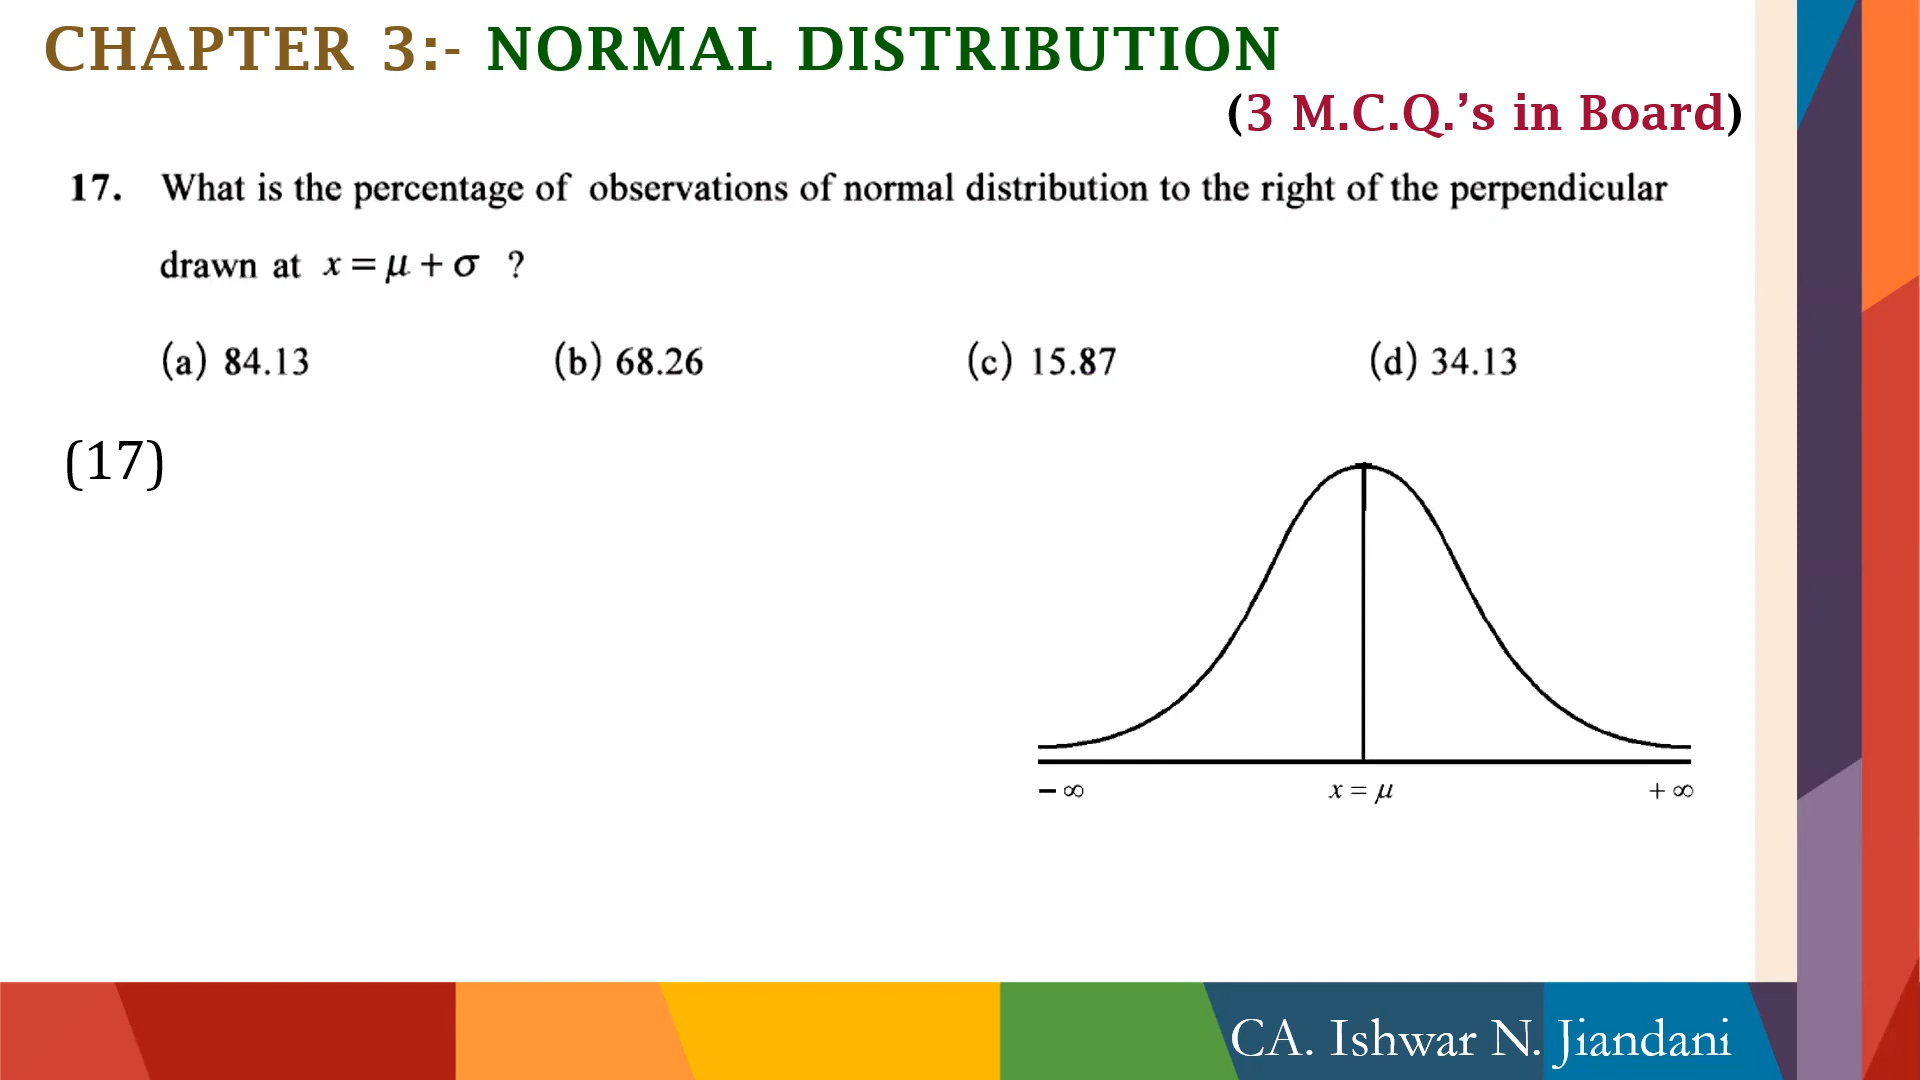 CHAPTER 3:- NORMAL DISTRIBUTION
(3 M.C.Q.’s in Board)
17. What is the percentage of observations of normal distribution to the right of the perpendicular
drawn at x = μ + σ ?
(a) 84.13 (b) 68.26 (c) 15.87 (d) 34.13
(17)
− ∞ x = μ + ∞
CA. Ishwar N. Jiandani